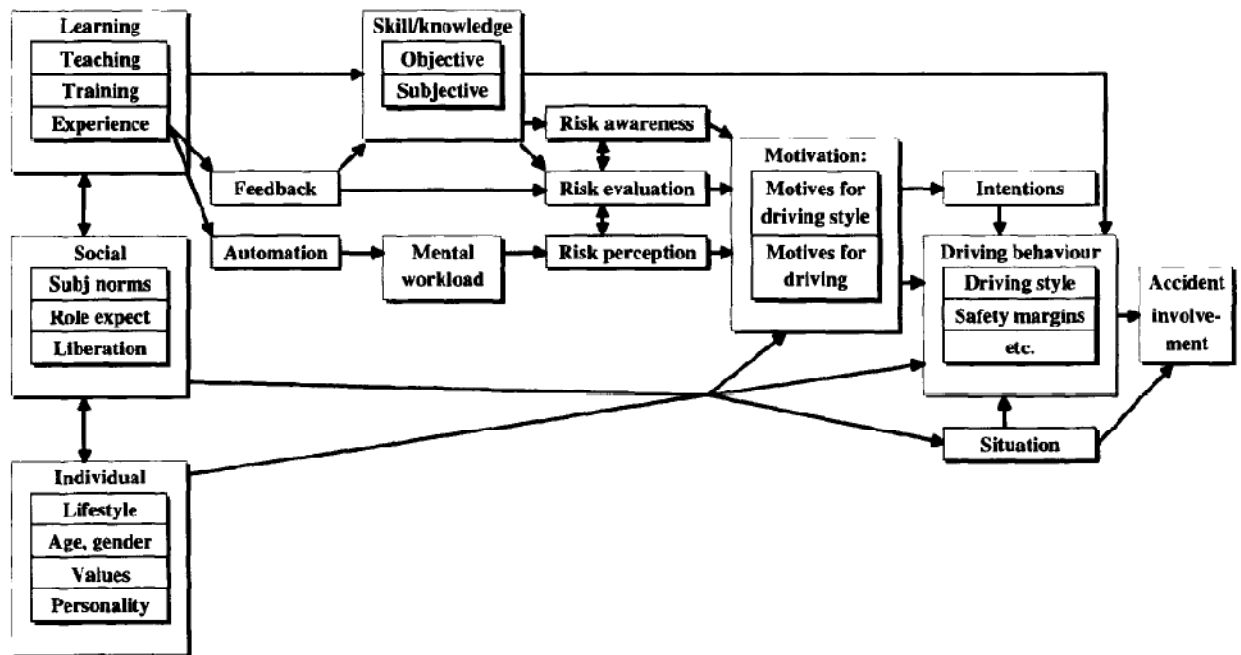 Learning
Teaching
Training
Experience
Skill/knowledge
Objective
Subjective
Feedback
Automation
Mental
workload
Risk awareness
Risk evaluation
Risk perception
Motivation:
Motives for
driving style
Motives for
driving
Intentions
Driving behaviour
Driving style
Safety margins
etc.
Accident
involve-
ment
Situation
Social
Subj norms
Role expect
Liberation
Individual
Lifestyle
Age, gender
Values
Personality